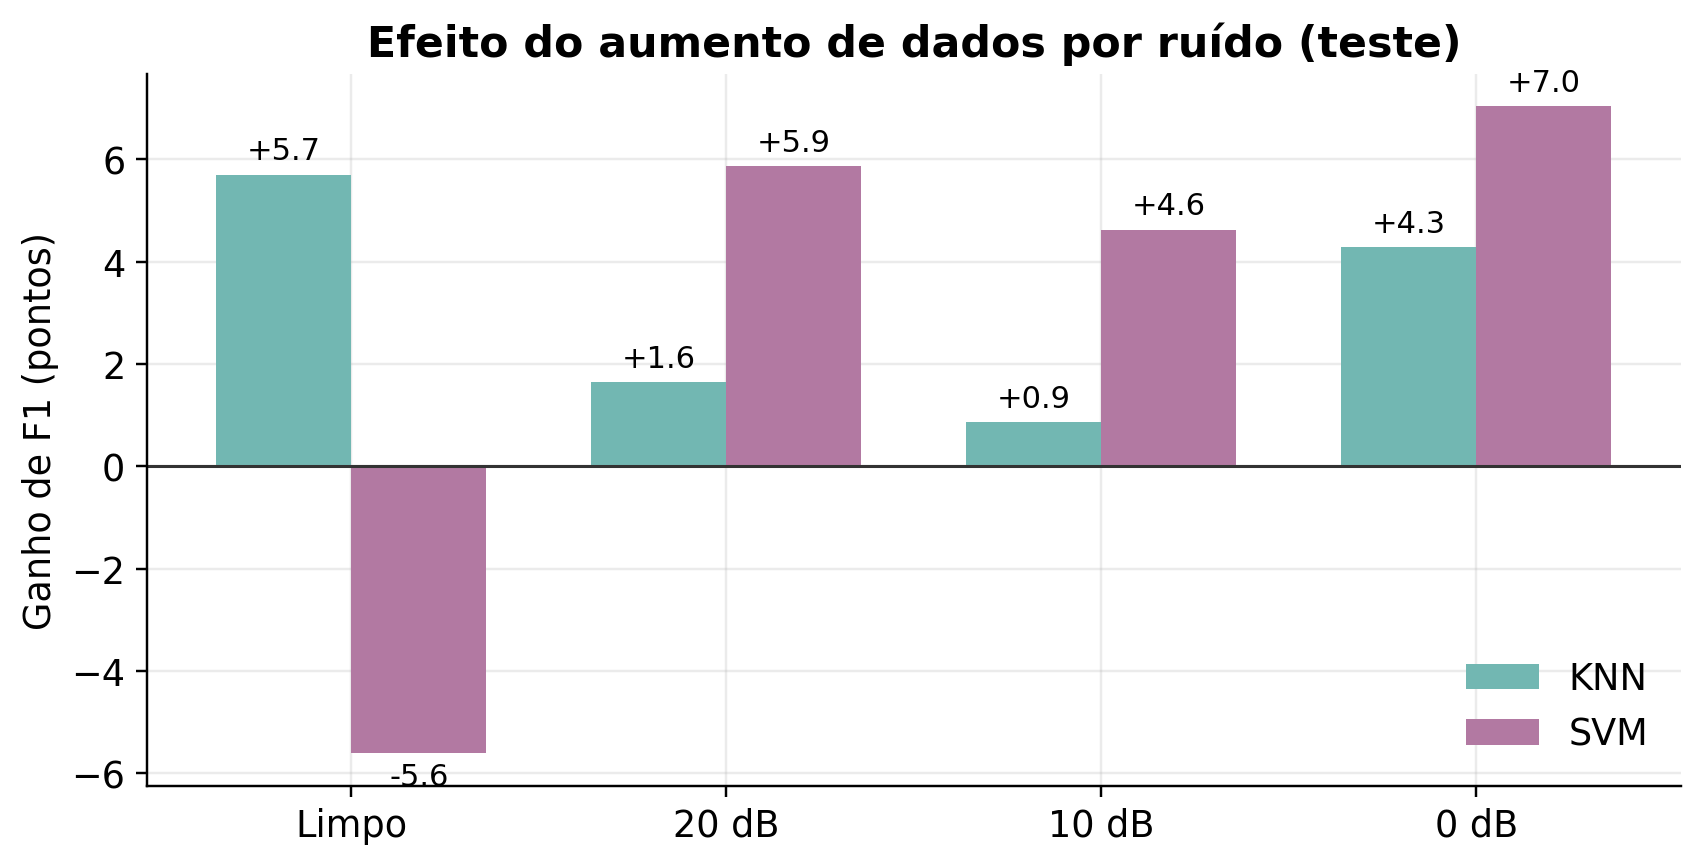 Efeito do aumento de dados por ruído (teste)
Ganho de F1 (pontos)
6
4
2
0
−2
−4
−6
+5.7
-5.6
+1.6
+5.9
+0.9
+4.6
+4.3
+7.0
KNN
SVM
Limpo
20 dB
10 dB
0 dB